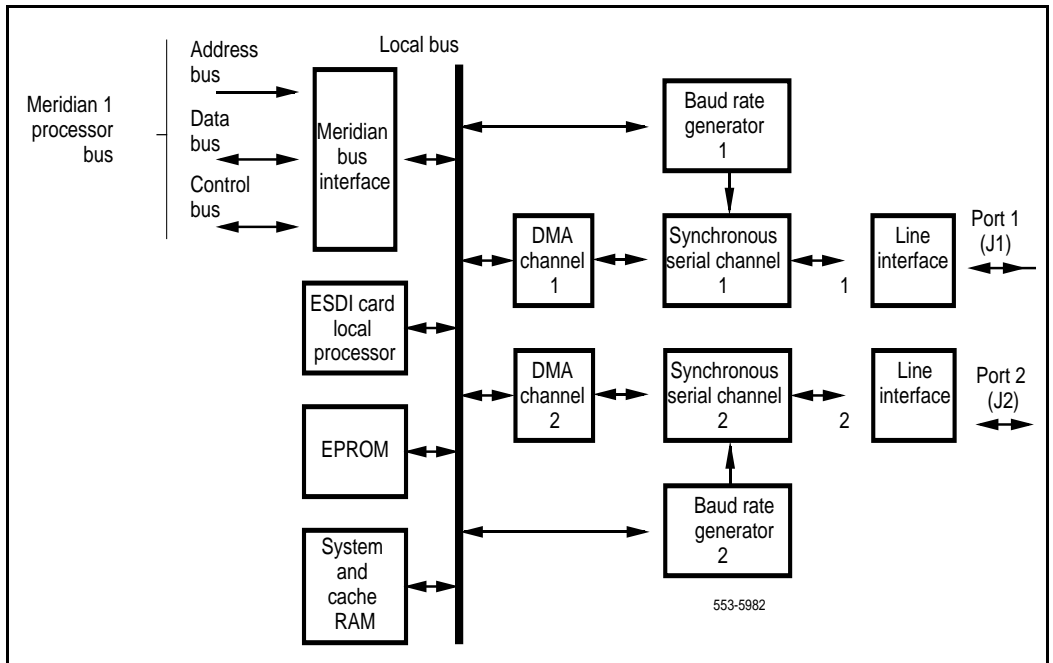 Meridian 1
processor
bus
Address
bus
Data
bus
Control
bus
Meridian
bus
interface
Local bus
ESDI card
local
processor
EPROM
System
and
cache
RAM
Baud rate
generator
1
DMA
channel
1
Synchronous
serial channel
1
1
Line
interface
Port 1
(J1)
DMA
channel
2
Synchronous
serial channel
2
2
Line
interface
Port 2
(J2)
Baud rate
generator
2
553-5982